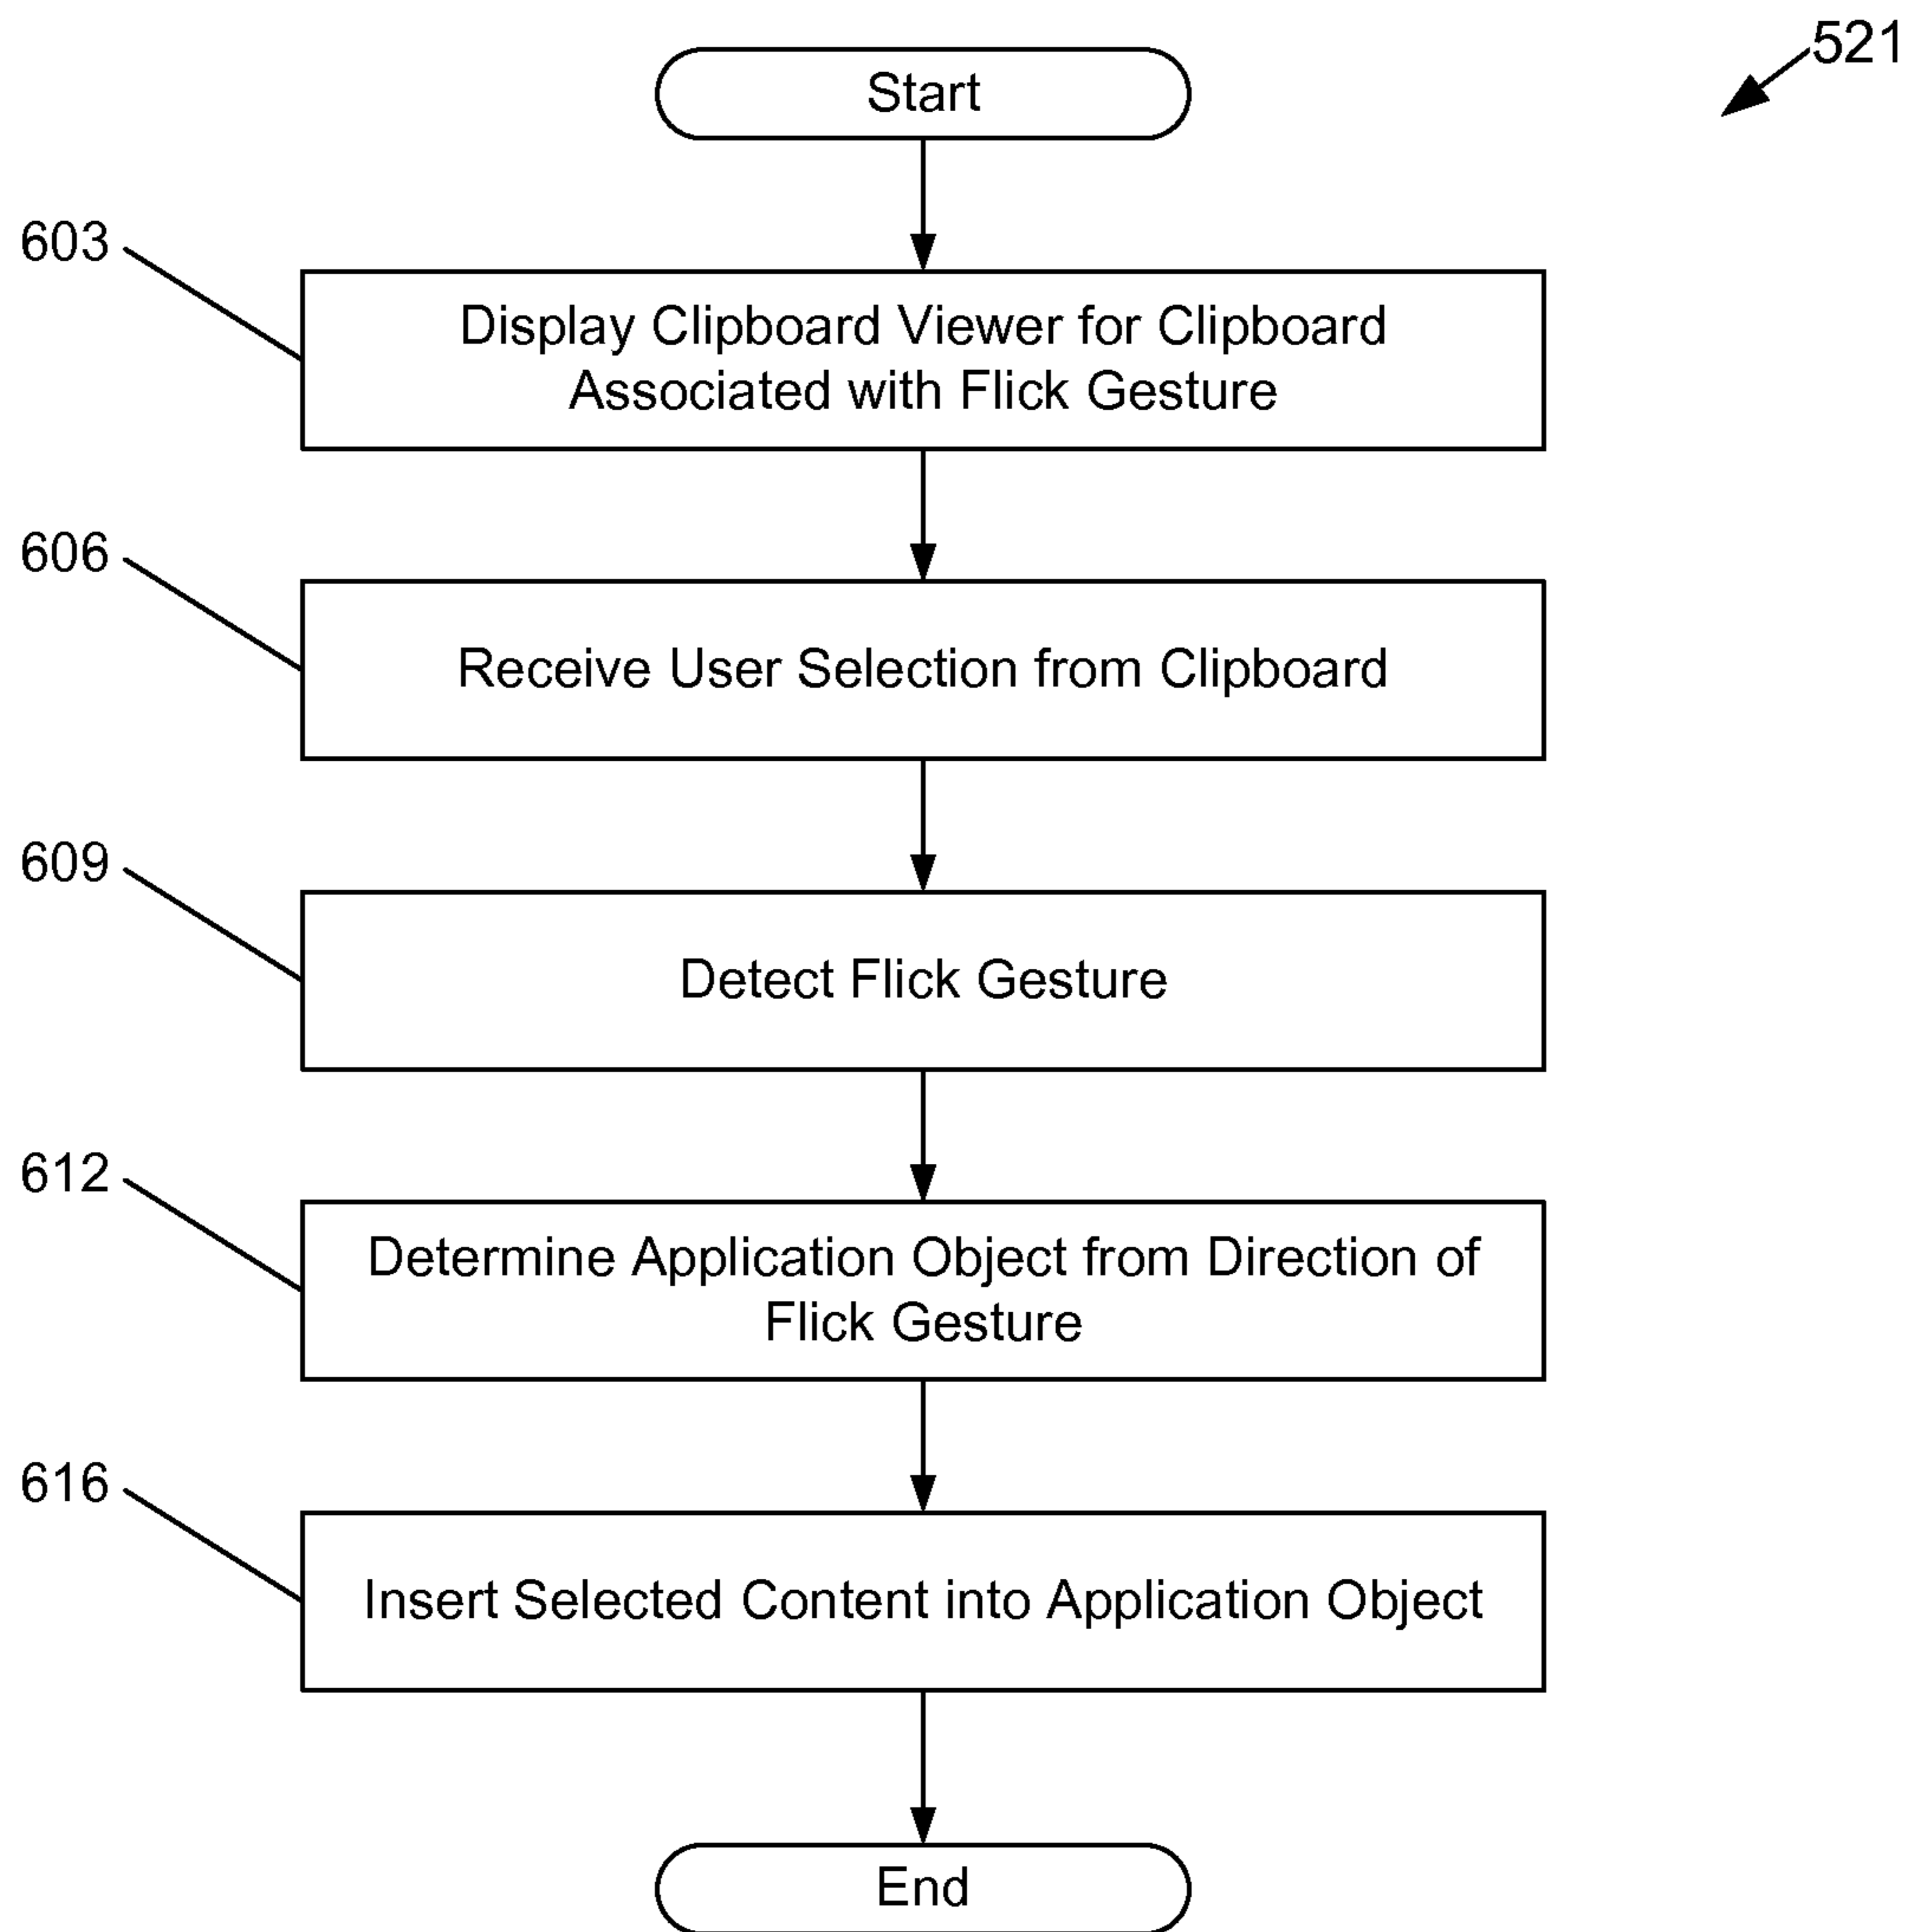 521
Start
603
Display Clipboard Viewer for Clipboard
Associated with Flick Gesture
606
Receive User Selection from Clipboard
609
Detect Flick Gesture
612
Determine Application Object from Direction of
Flick Gesture
616
Insert Selected Content into Application Object
End